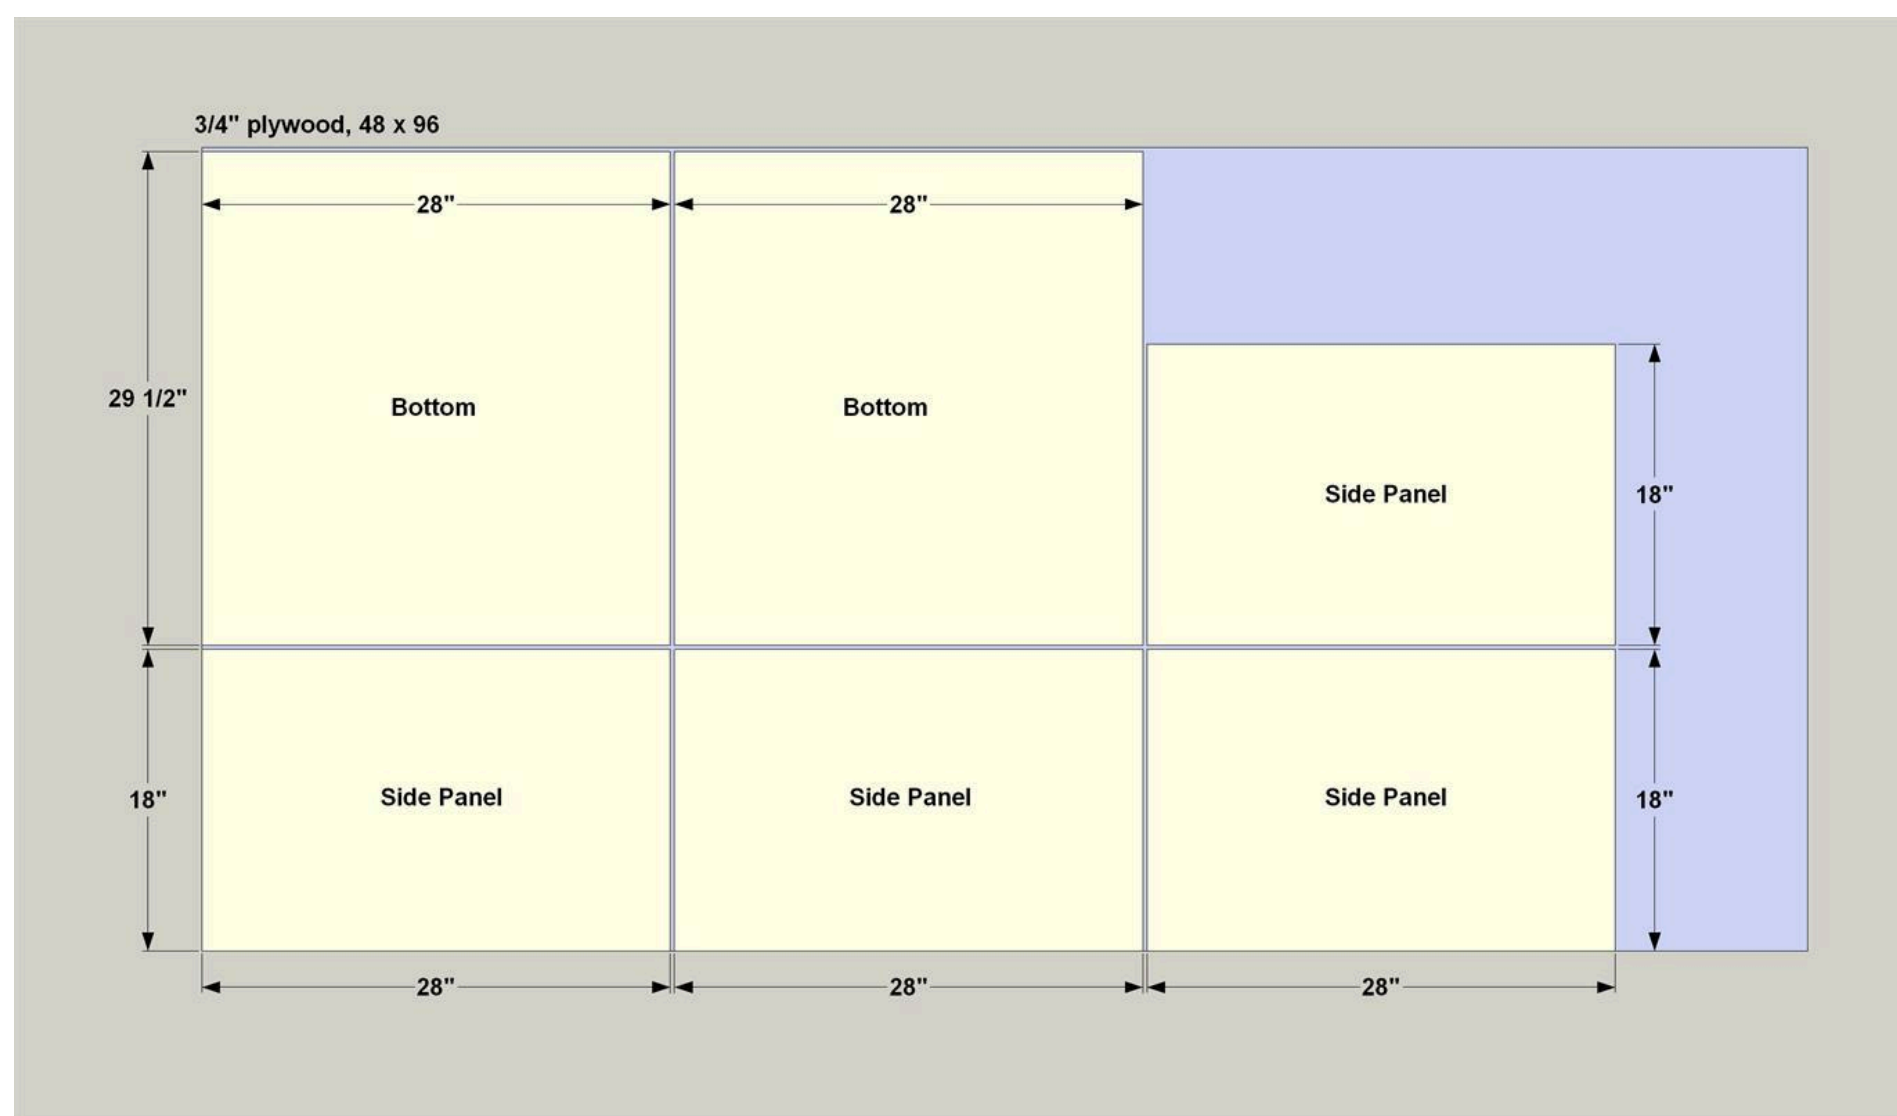 3/4" plywood, 48 x 96
28"
28"
29 1/2"
Bottom
Bottom
Side Panel
18"
18"
Side Panel
Side Panel
Side Panel
18"
28"
28"
28"